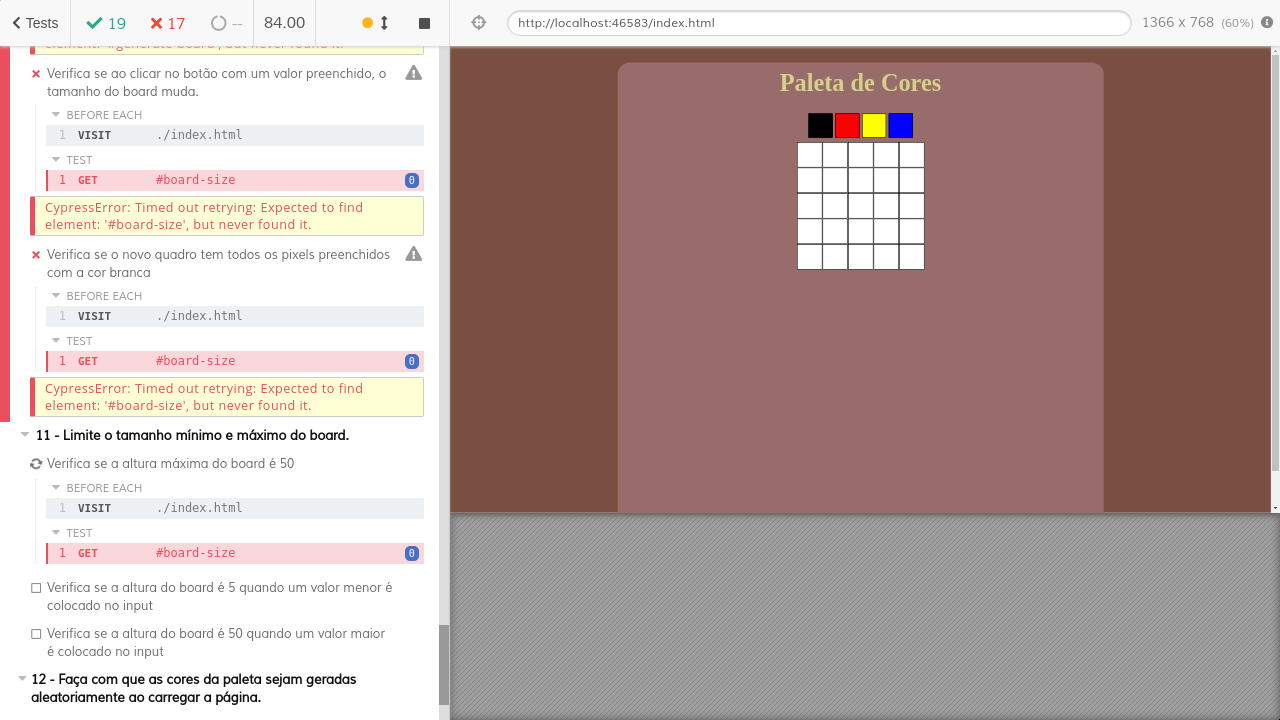 Tests 19 17 -- 84.00
http://localhost:46583/index.html 1366 x 768 (60%)
element: '#generate-board', but never found it.
Verifica se ao clicar no botão com um valor preenchido, o
tamanho do board muda.
BEFORE EACH
1 VISIT ./index.html
TEST
1 GET #board-size 0
CypressError: Timed out retrying: Expected to find
element: '#board-size', but never found it.
Verifica se o novo quadro tem todos os pixels preenchidos
com a cor branca
BEFORE EACH
1 VISIT ./index.html
TEST
1 GET #board-size 0
CypressError: Timed out retrying: Expected to find
element: '#board-size', but never found it.
11 - Limite o tamanho mínimo e máximo do board.
Verifica se a altura máxima do board é 50
BEFORE EACH
1 VISIT ./index.html
TEST
1 GET #board-size 0
Verifica se a altura do board é 5 quando um valor menor é
colocado no input
Verifica se a altura do board é 50 quando um valor maior
é colocado no input
12 - Faça com que as cores da paleta sejam geradas
aleatoriamente ao carregar a página.
Paleta de Cores